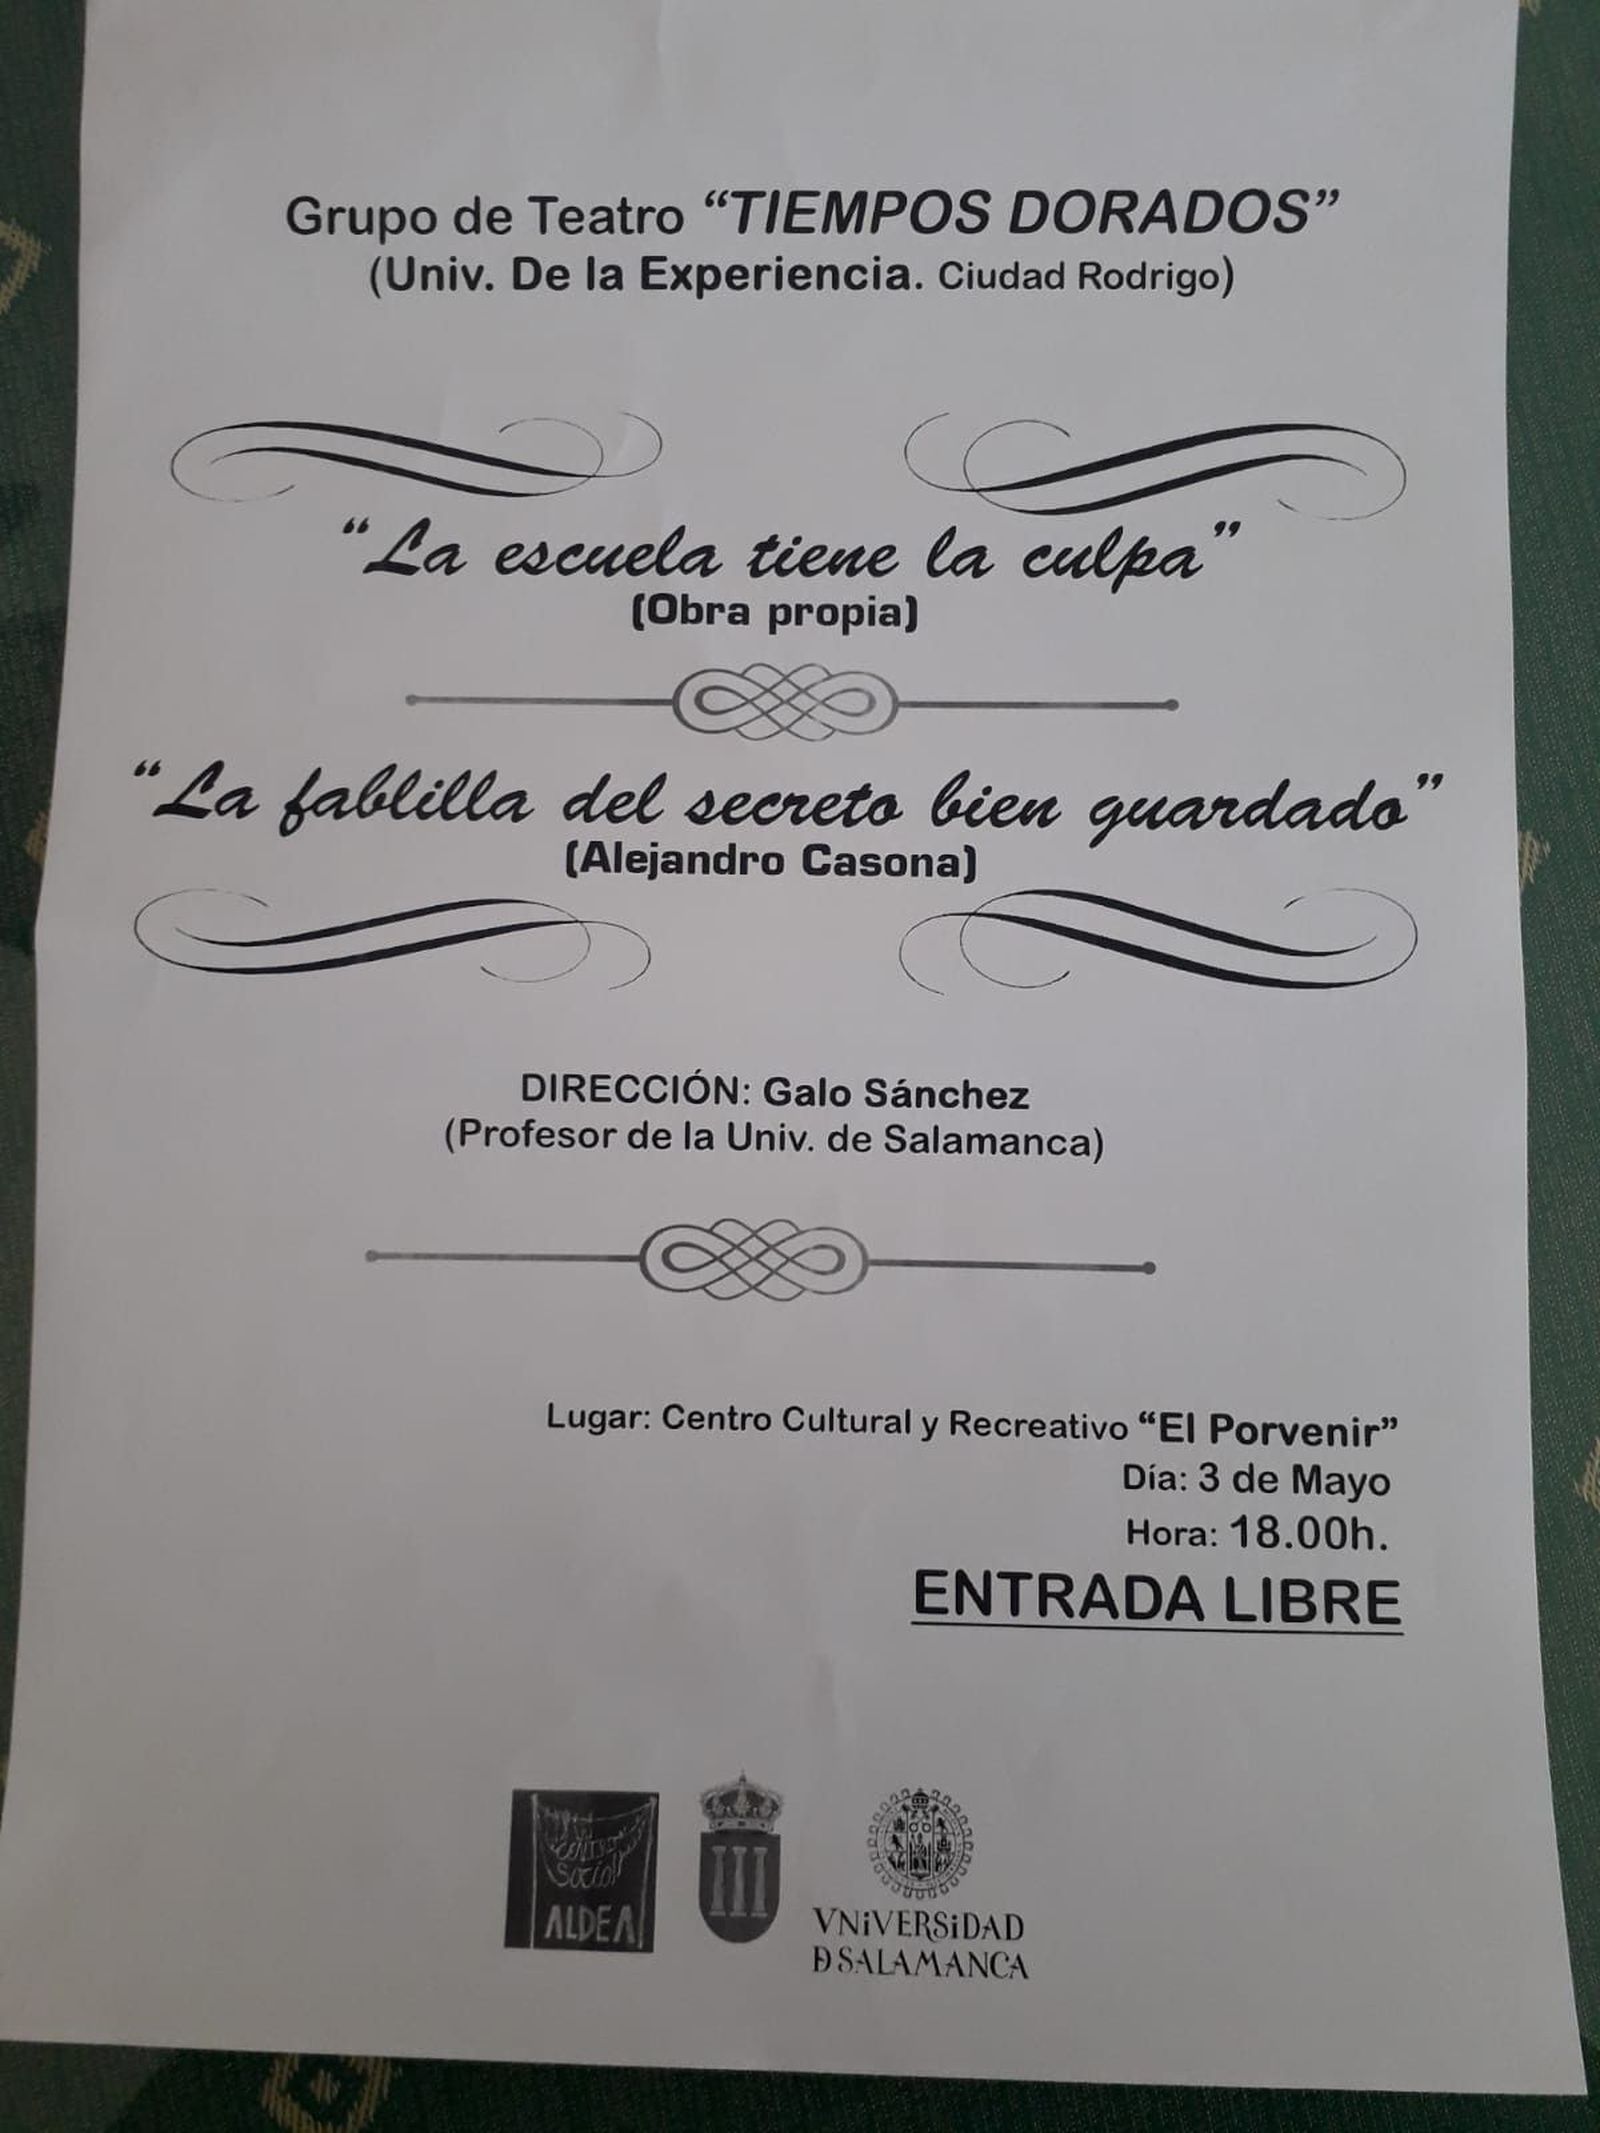 Grupo de Teatro “TIEMPOS DORADOS”
(Univ. De la Experiencia. Ciudad Rodrigo)
“La escuela tiene la culpa”
(Obra propia)
“La fablilla del secreto bien guardado”
(Alejandro Casona)
DIRECCIÓN: Galo Sánchez
(Profesor de la Univ. de Salamanca)
Lugar: Centro Cultural y Recreativo “El Porvenir”
Día: 3 de Mayo
Hora: 18.00h.
ENTRADA LIBRE
Social
ALDEA
VNiVERSiDAD
D SALAMANCA